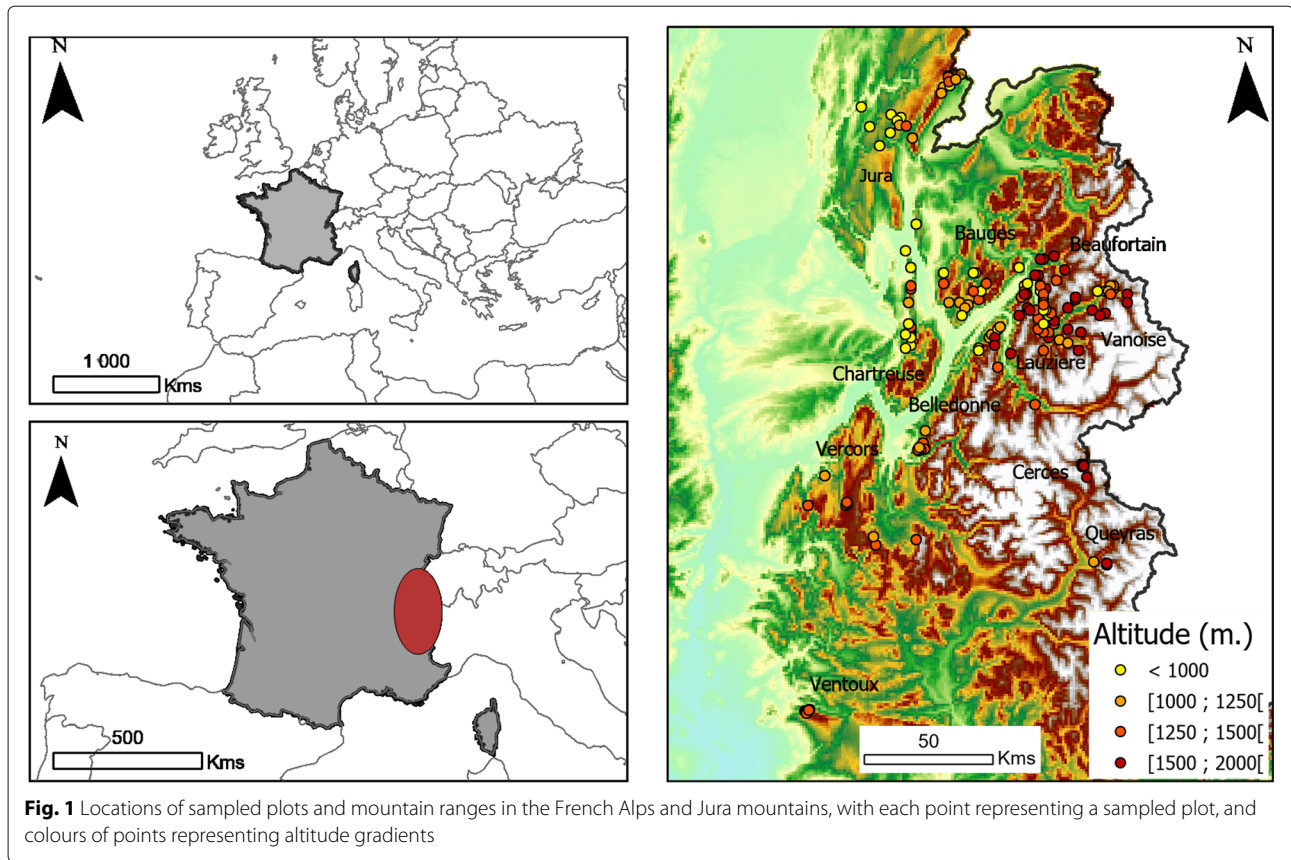 N
1 000
Kms
N
500
Kms
N
Jura
Bauges
Beaufortain
Vanoise
Lauzière
Chartreuse
Belledonne
Vercors
Cerces
Queyras
Ventoux
Altitude (m.)
< 1000
[1000 ; 1250[
[1250 ; 1500[
[1500 ; 2000[
50
Kms
Fig. 1 Locations of sampled plots and mountain ranges in the French Alps and Jura mountains, with each point representing a sampled plot, and
colours of points representing altitude gradients